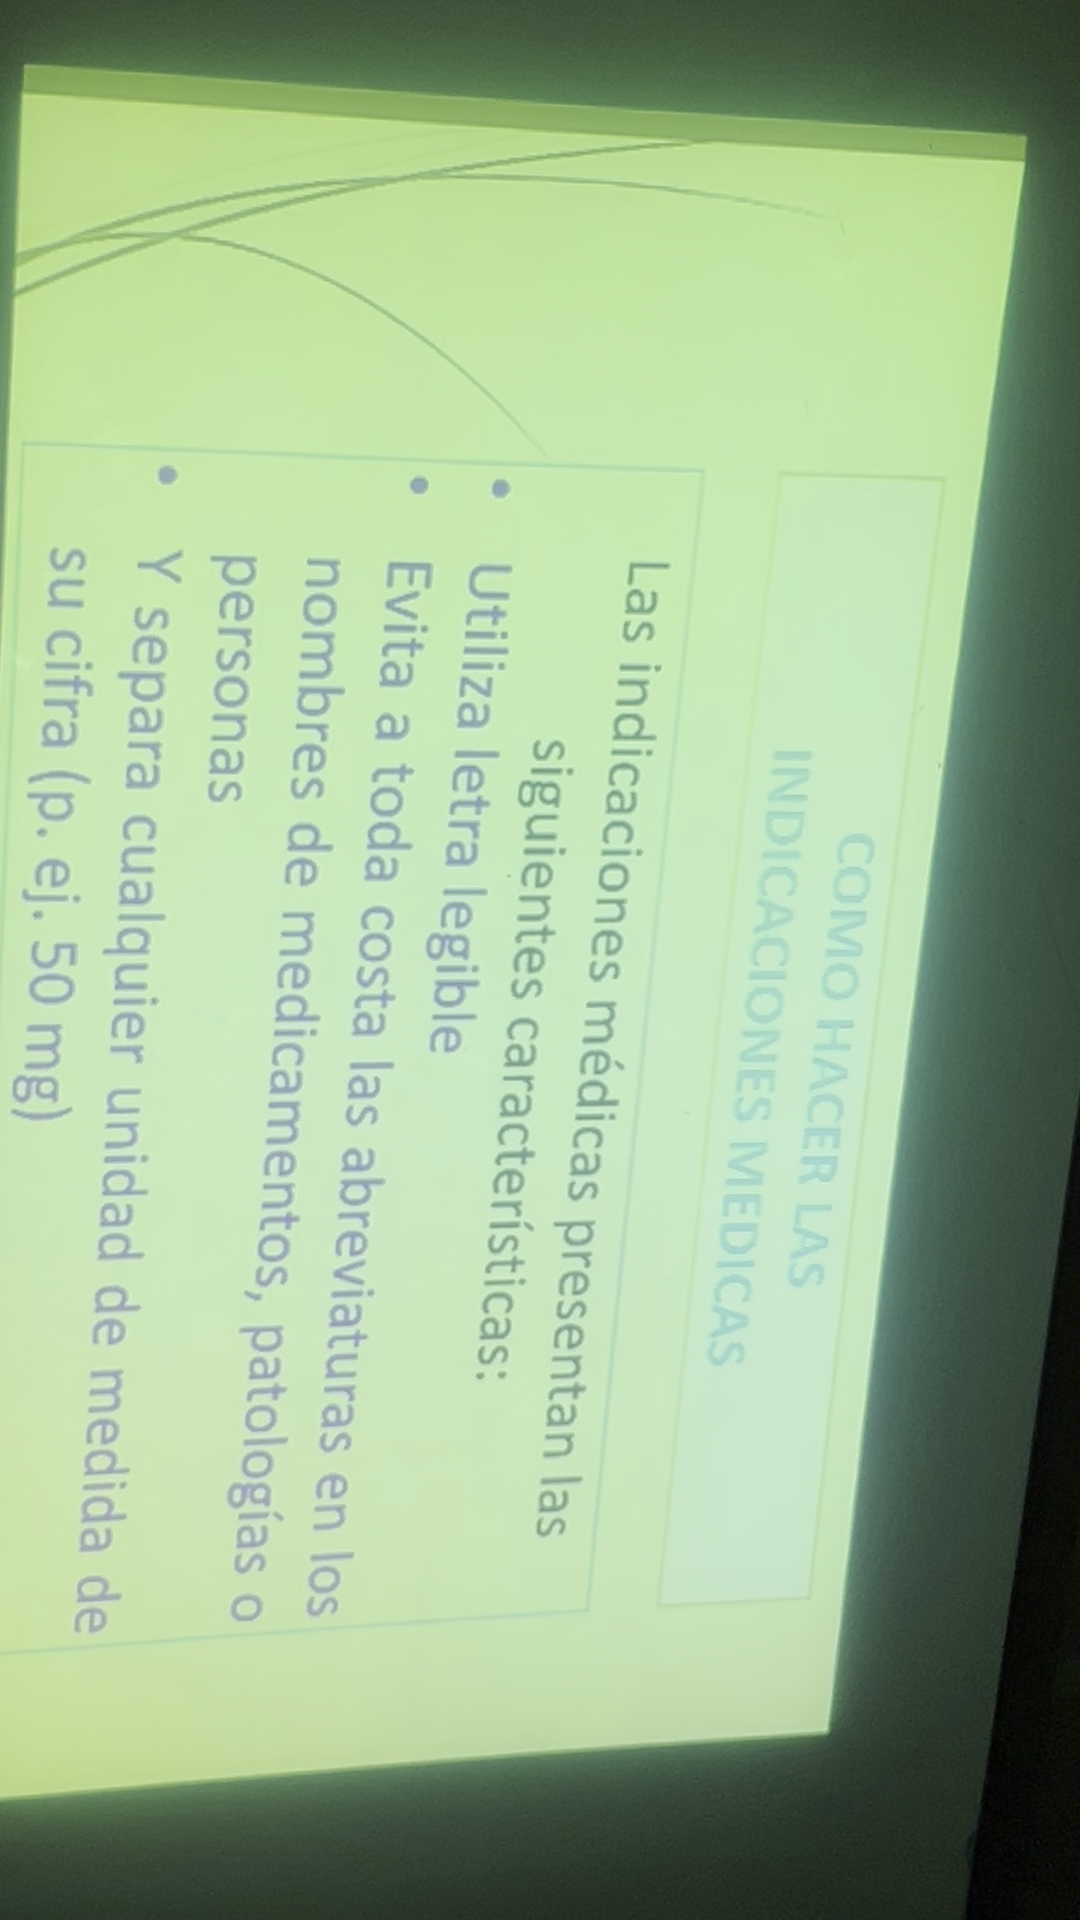 COMO HACER LAS
INDICACIONES MEDICAS
Las indicaciones médicas presentan las
siguientes características:
• Utiliza letra legible
• Evita a toda costa las abreviaturas en los
nombres de medicamentos, patologías o
personas
• Y separa cualquier unidad de medida de
su cifra (p. ej. 50 mg)